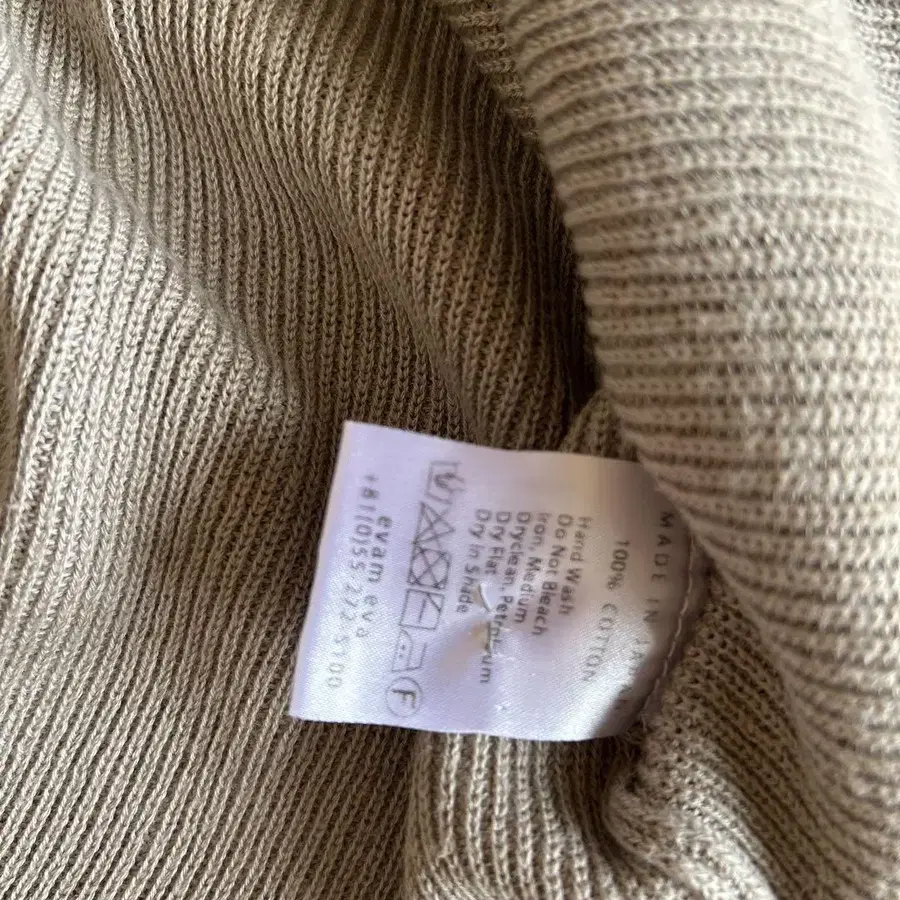 MADE IN JAPAN
100% COTTON
Hand Wash
Do Not Bleach
Iron, Medium
Dryclean, Petroleum
Dry Flat
Dry in Shade
F
evam eva
+81(0)55 272 5100